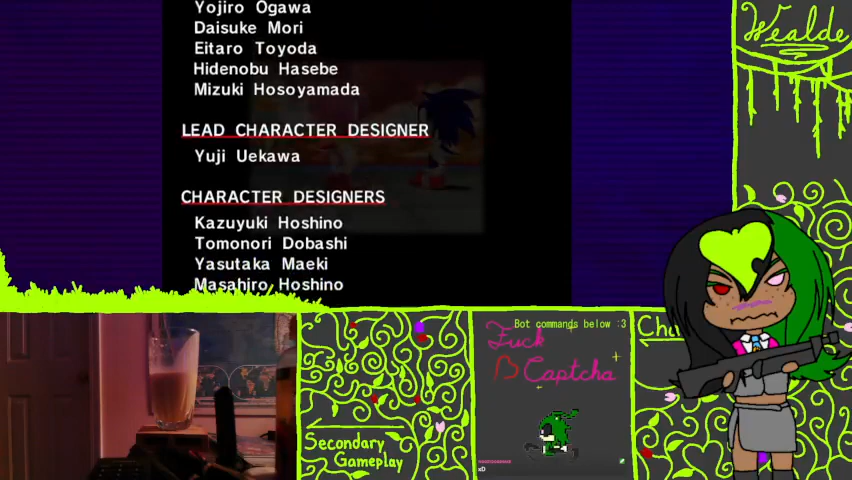 Yojiro Ogawa
Daisuke Mori
Eitaro Toyoda
Hidenobu Hasebe
Mizuki Hosoyamada
LEAD CHARACTER DESIGNER
Yuji Uekawa
CHARACTER DESIGNERS
Kazuyuki Hoshino
Tomonori Dobashi
Yasutaka Maeki
Masahiro Hoshino
Wealde
Bot commands below :3
Fuck
Captcha
Cha
Secondary
Gameplay
xD